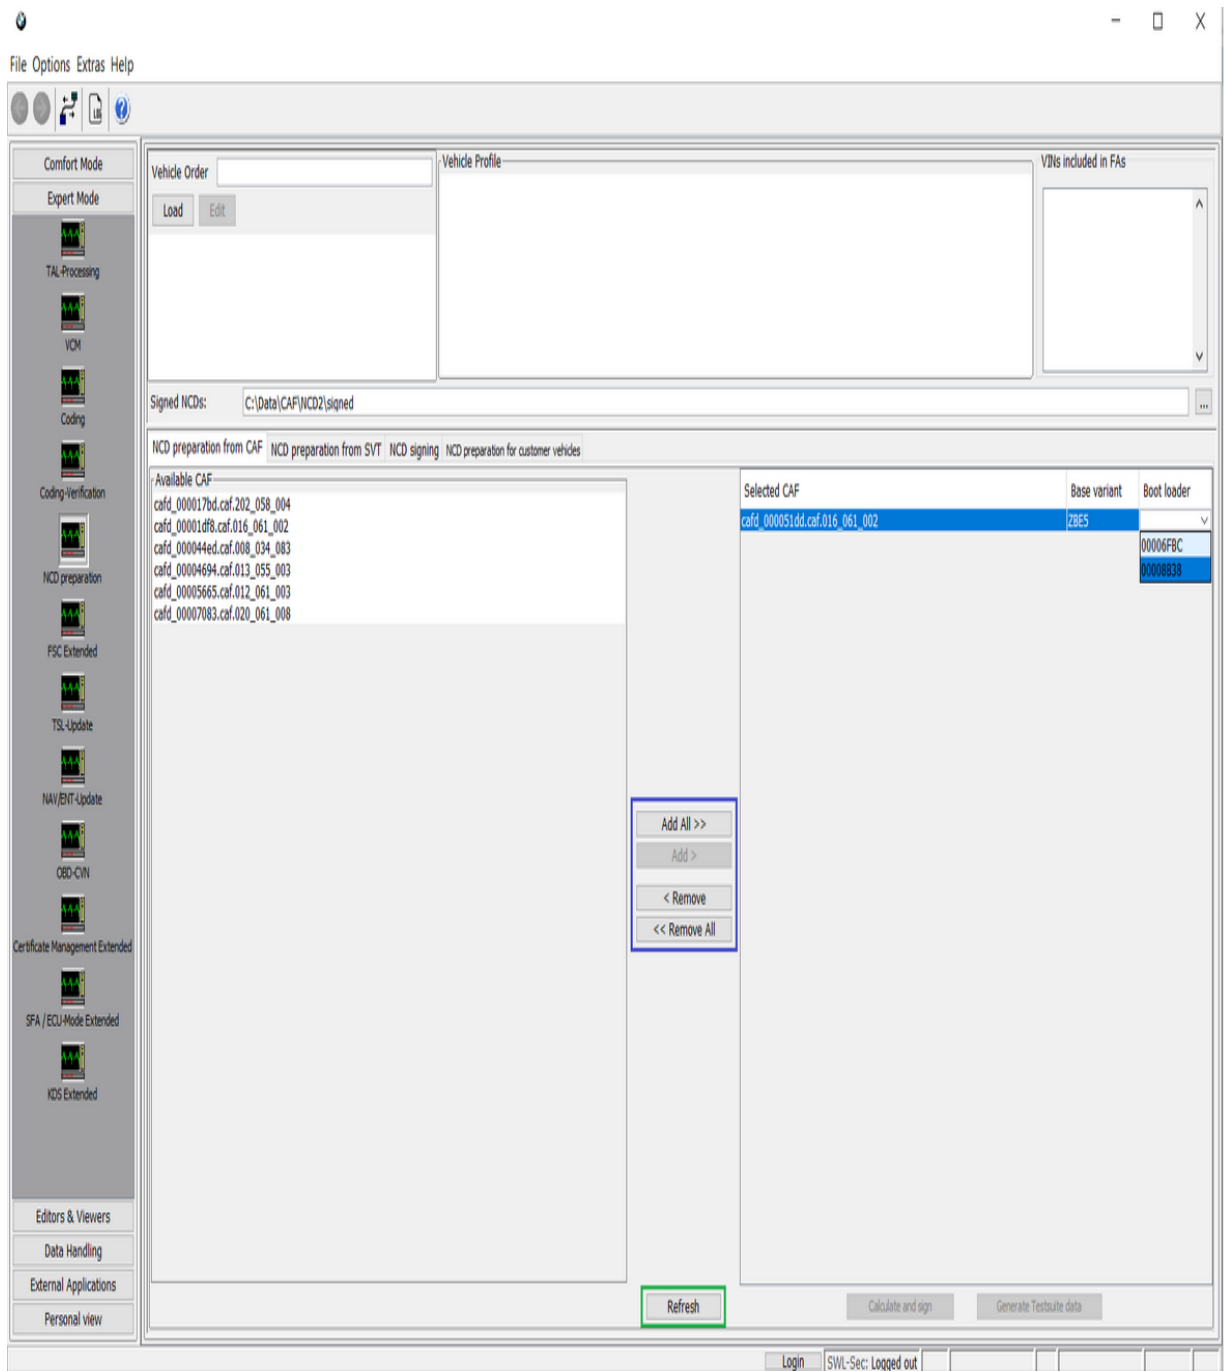 File Options Extras Help
Comfort Mode
Expert Mode
TAL-Processing
VCM
Coding
Coding-Verification
NCD preparation
FSC Extended
TSL-Update
NAV/ENT-Update
OBD-CVN
Certificate Management Extended
SFA / ECU-Mode Extended
KDS Extended
Editors & Viewers
Data Handling
External Applications
Personal view
Vehicle Order
Load Edit
Vehicle Profile
VINs included in FAs
Signed NCDs: C:\Data\CAF\NCD2\signed ...
NCD preparation from CAF NCD preparation from SVT NCD signing NCD preparation for customer vehicles
Available CAF
cafd_000017bd.caf.202_058_004
cafd_00001df8.caf.016_061_002
cafd_000044ed.caf.008_034_083
cafd_00004694.caf.013_055_003
cafd_00005665.caf.012_061_003
cafd_00007083.caf.020_061_008
Add All >>
Add >
< Remove
<< Remove All
Selected CAF Base variant Boot loader
cafd_000051dd.caf.016_061_002 ZBE5
00006FBC
00008B38
Refresh
Calculate and sign Generate Testsuite data
Login SWL-Sec: Logged out